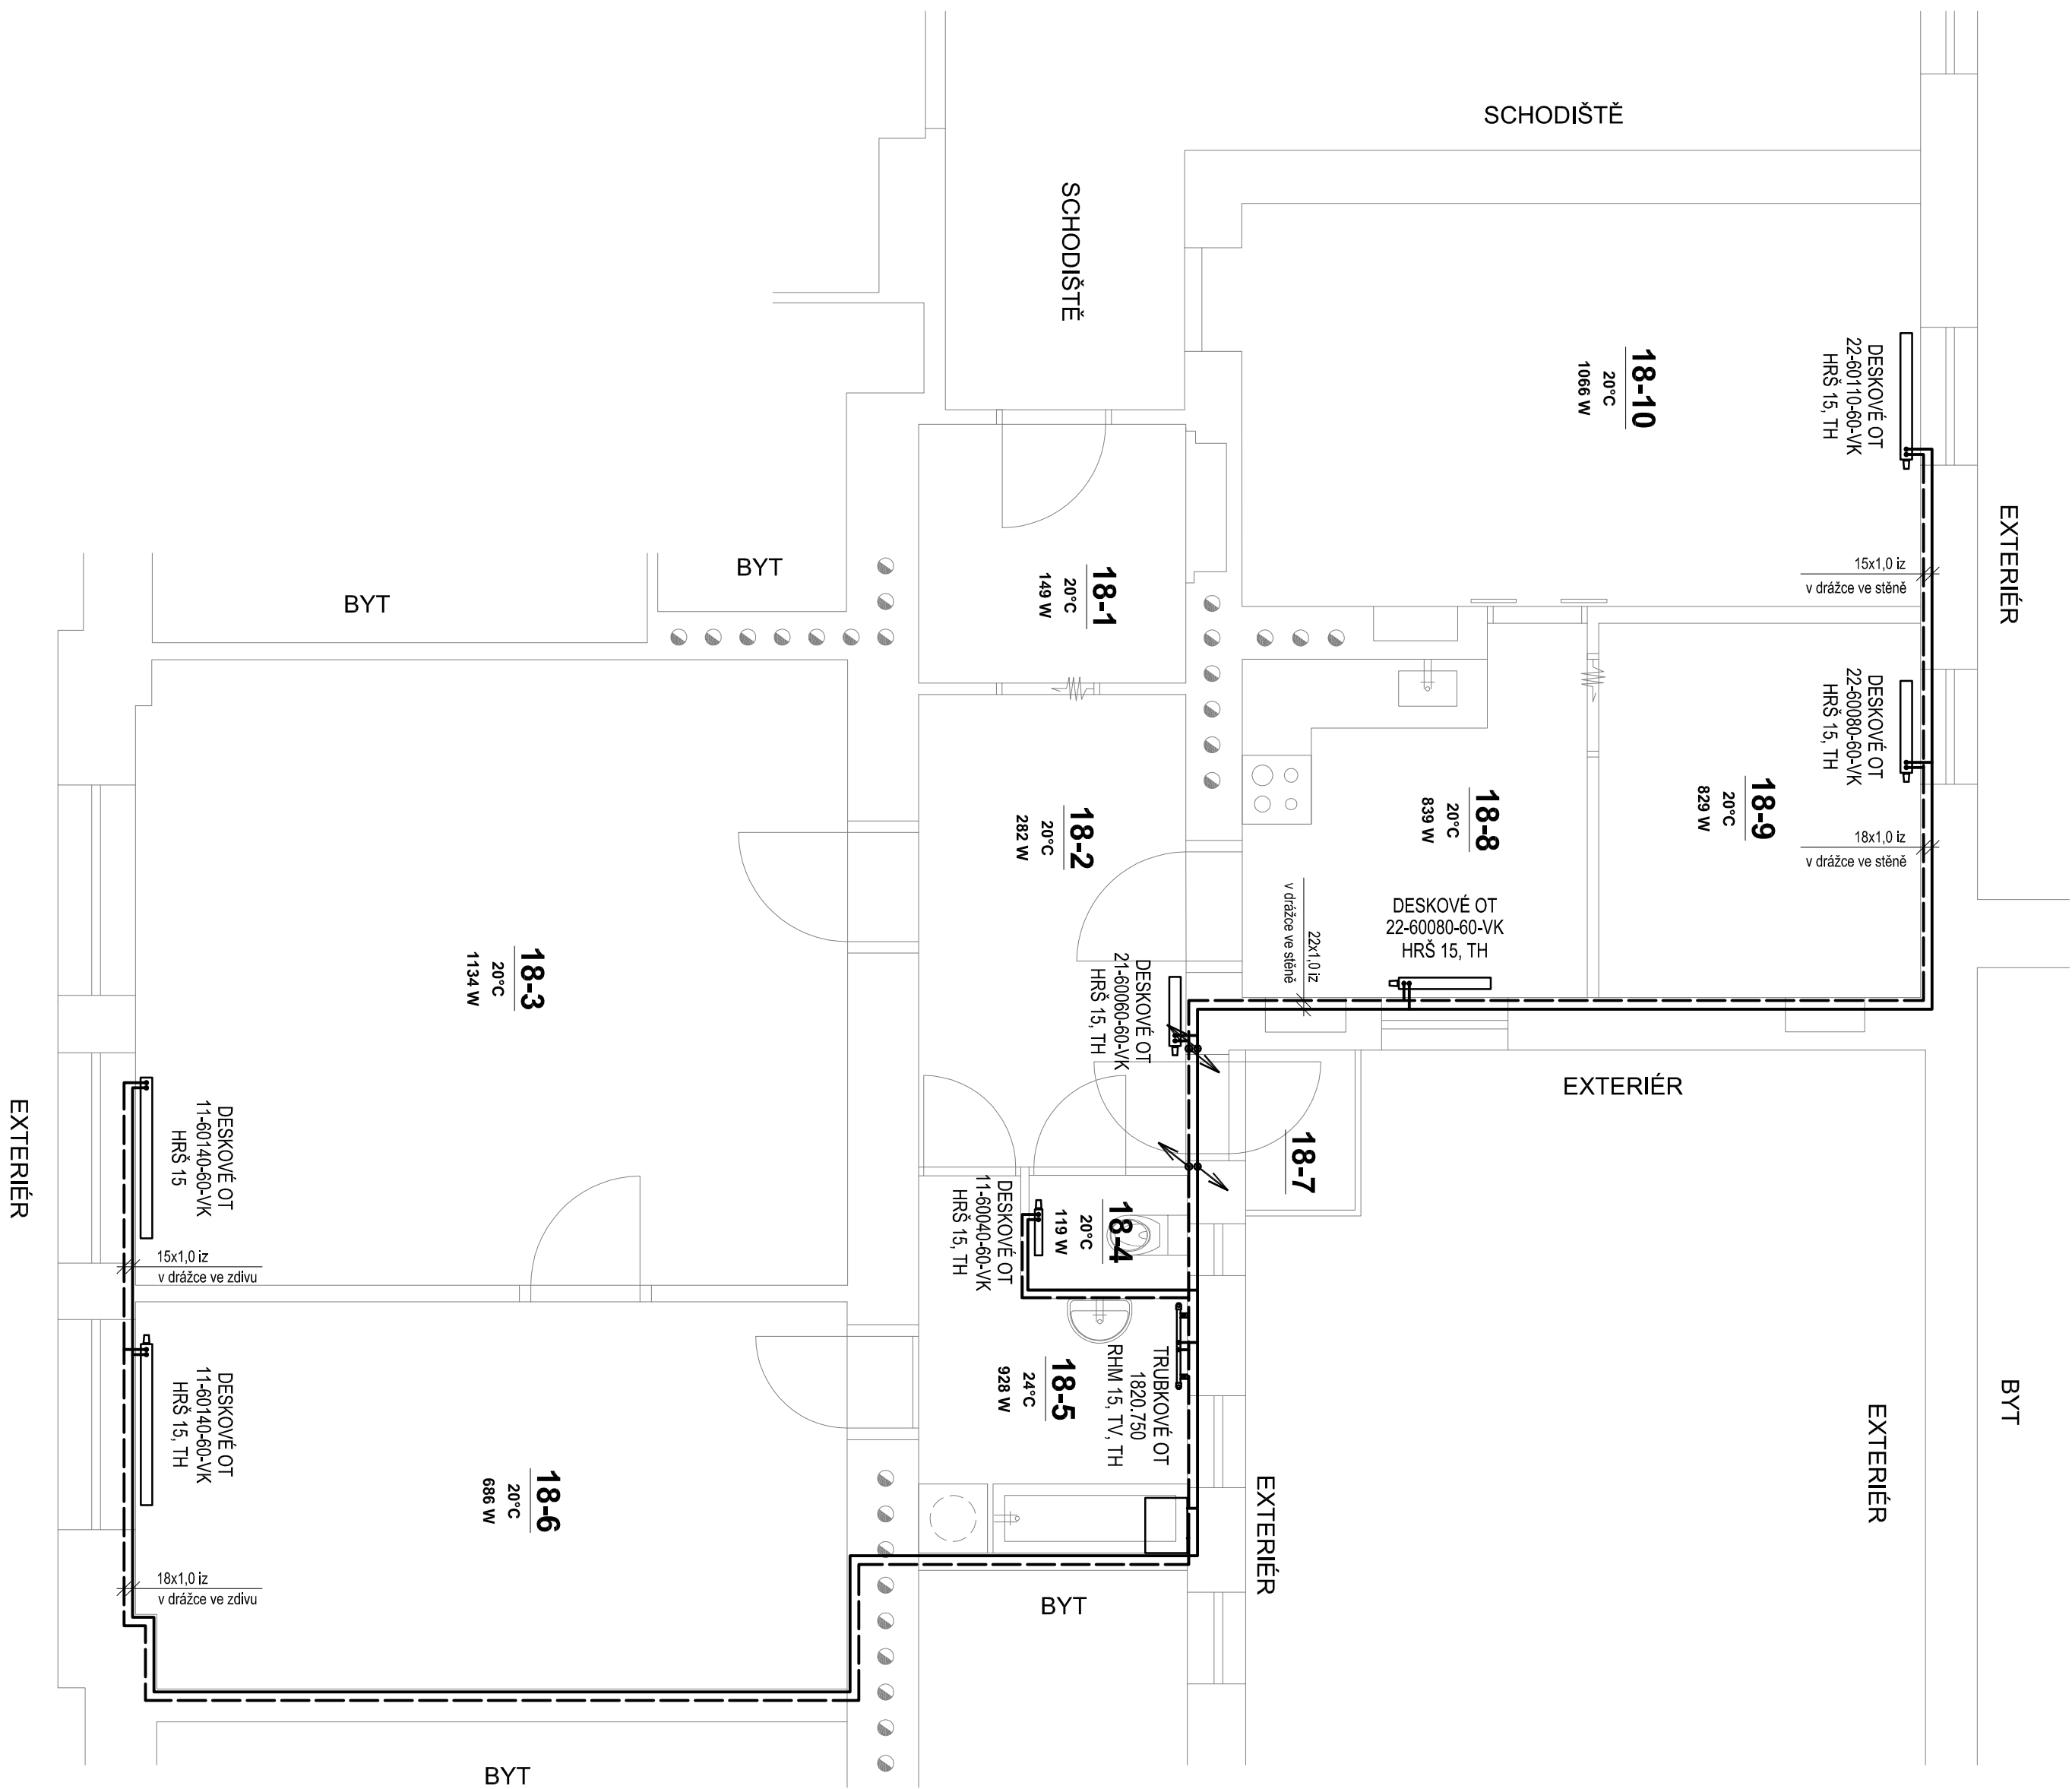 SCHODIŠTĚ
SCHODIŠTĚ
18-10
20°C
1066 W
DESKOVÉ OT
22-60110-60-VK
HRŠ 15, TH
EXTERIÉR
15x1,0 iz
v drážce ve stěně
BYT
BYT
18-1
20°C
149 W
DESKOVÉ OT
22-60080-60-VK
HRŠ 15, TH
18-9
20°C
829 W
18x1,0 iz
v drážce ve stěně
18-8
20°C
839 W
18-2
20°C
282 W
DESKOVÉ OT
22-60080-60-VK
HRŠ 15, TH
22x1,0 iz
v drážce ve stěně
18-3
20°C
1134 W
DESKOVÉ OT
21-60060-60-VK
HRŠ 15, TH
EXTERIÉR
18-7
EXTERIÉR
DESKOVÉ OT
11-60140-60-VK
HRŠ 15
15x1,0 iz
v drážce ve zdivu
DESKOVÉ OT
11-60040-60-VK
HRŠ 15, TH
18-4
20°C
119 W
18-5
24°C
928 W
TRUBKOVÉ OT
1820.750
RHM 15, TV, TH
DESKOVÉ OT
11-60140-60-VK
HRŠ 15, TH
18-6
20°C
686 W
EXTERIÉR
EXTERIÉR
BYT
18x1,0 iz
v drážce ve zdivu
BYT
BYT